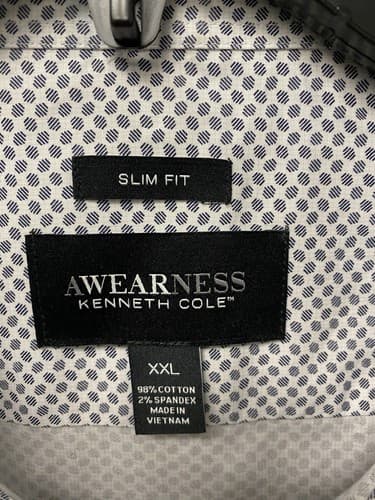 SLIM FIT
AWEARNESS
KENNETH COLE™
XXL
98% COTTON
2% SPANDEX
MADE IN
VIETNAM